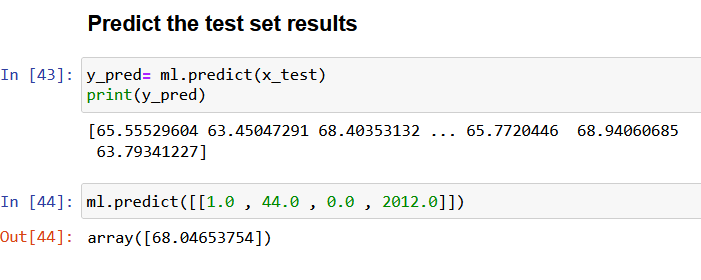 Predict the test set results
In [43]: y_pred= ml.predict(x_test)
print(y_pred)
[65.55529604 63.45047291 68.40353132 ... 65.7720446  68.94060685
63.79341227]
In [44]: ml.predict([[1.0 , 44.0 , 0.0 , 2012.0]])
Out[44]: array([68.04653754])